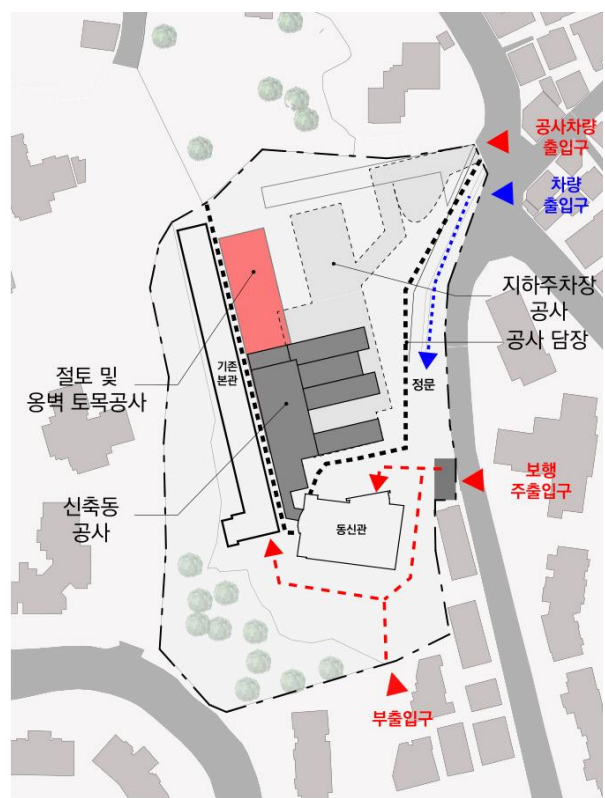 공사차량
출입구
차량
출입구
지하주차장
공사
공사 담장
기존
본관
정문
절토 및
옹벽 토목공사
신축동
공사
동신관
보행
주출입구
부출입구